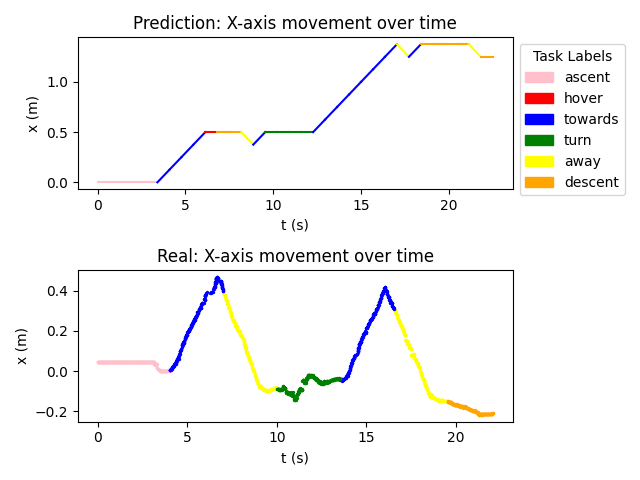 Prediction: X-axis movement over time
1.0
0.5
0.0
x (m)
0
5
10
15
20
t (s)
Task Labels
ascent
hover
towards
turn
away
descent
Real: X-axis movement over time
0.4
0.2
0.0
−0.2
x (m)
0
5
10
15
20
t (s)